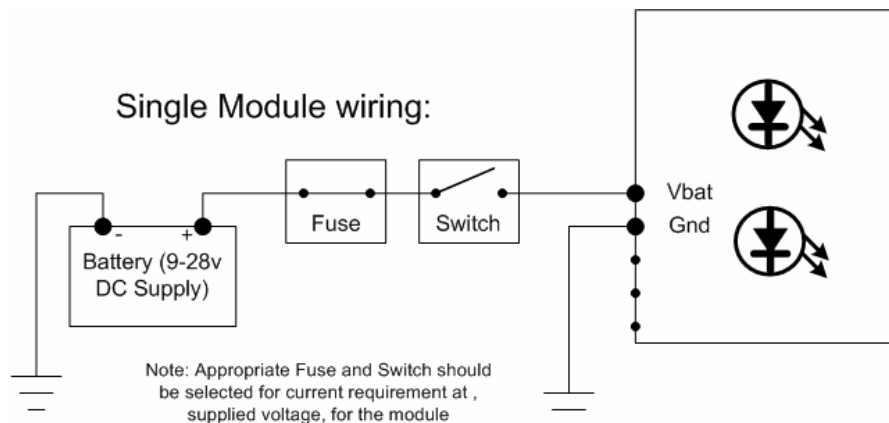 Single Module wiring:
Vbat
Fuse
Switch
Gnd
- +
Battery (9-28v
DC Supply)
Note: Appropriate Fuse and Switch should
be selected for current requirement at ,
supplied voltage, for the module